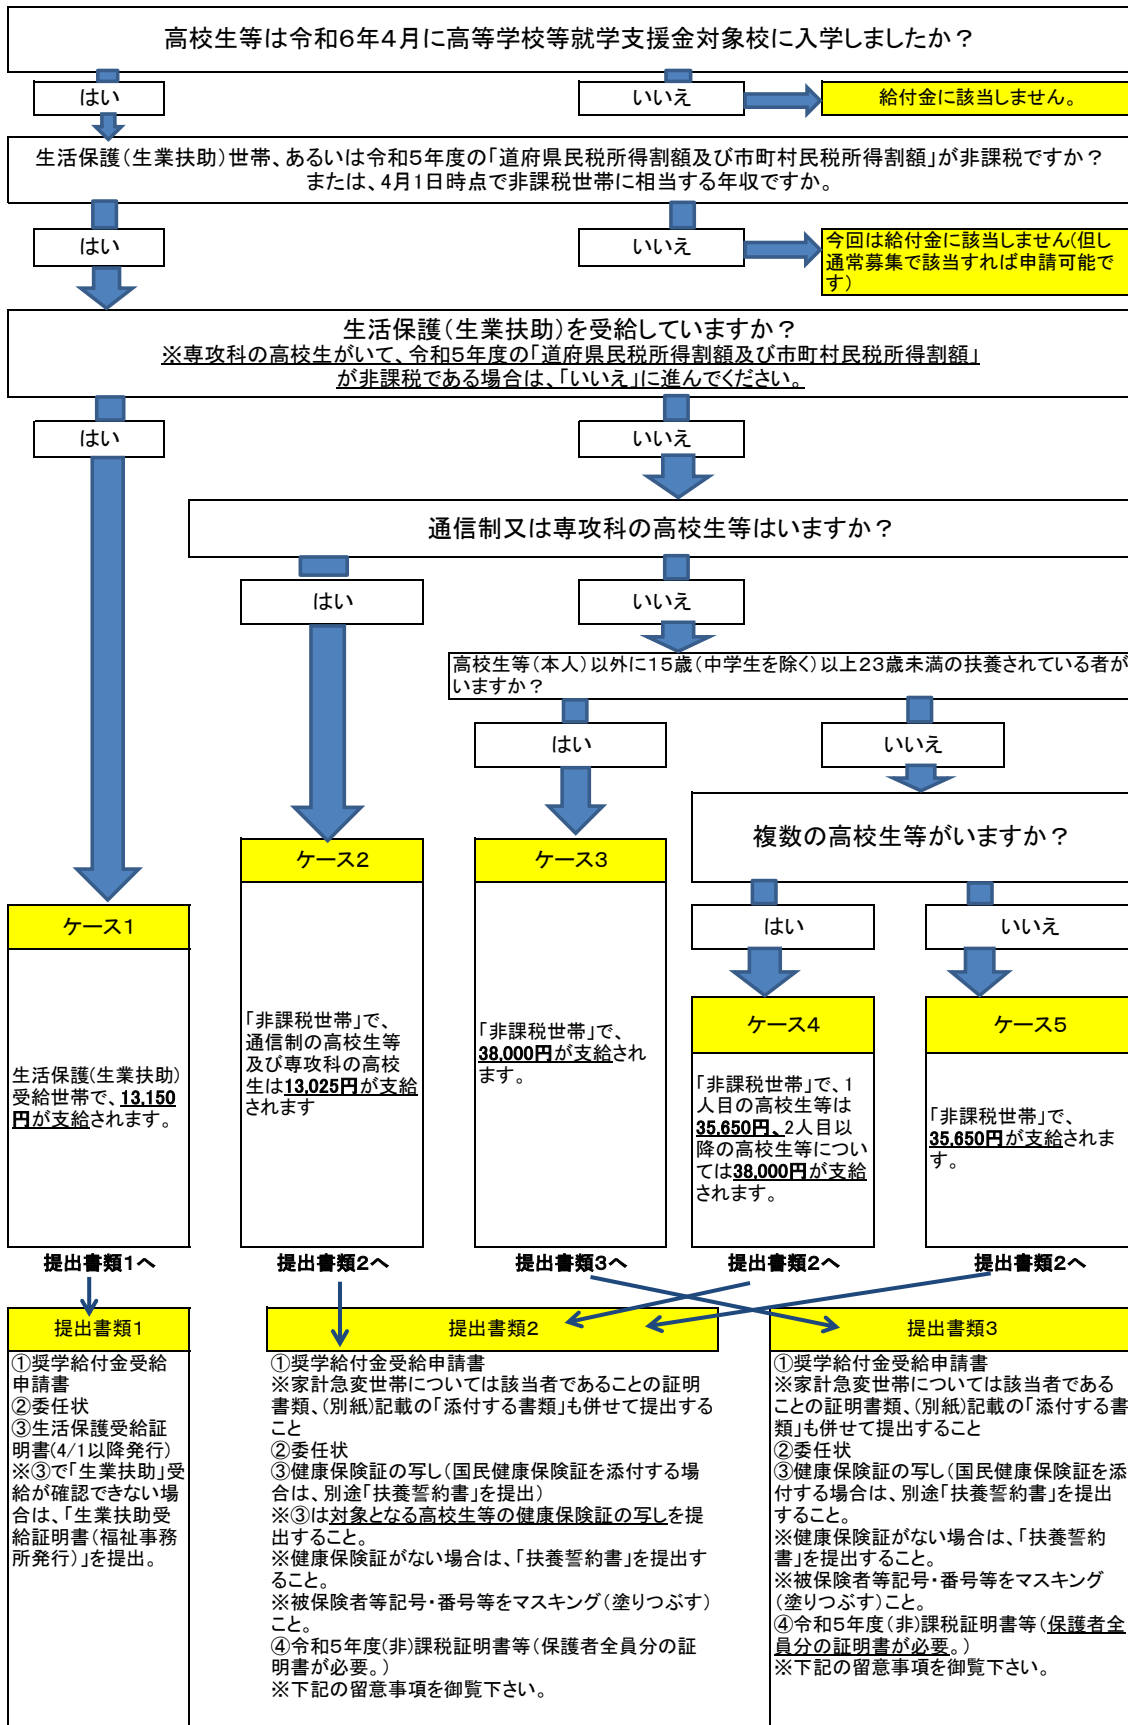 高校生等は令和6年4月に高等学校等就学支援金対象校に入学しましたか？
はい
いいえ
給付金に該当しません。
生活保護（生業扶助）世帯、あるいは令和5年度の「道府県民税所得割額及び市町村民税所得割額」が非課税ですか？
または、4月1日時点で非課税世帯に相当する年収ですか。
はい
いいえ
今回は給付金に該当しません（但し
通常募集で該当すれば申請可能で
す）
生活保護（生業扶助）を受給していますか？
※専攻科の高校生がいて、令和5年度の「道府県民税所得割額及び市町村民税所得割額」
が非課税である場合は、「いいえ」に進んでください。
はい
いいえ
通信制又は専攻科の高校生等はいますか？
はい
いいえ
高校生等（本人）以外に15歳（中学生を除く）以上23歳未満の扶養されている者が
いますか？
はい
いいえ
複数の高校生等がいますか？
はい
いいえ
ケース1
生活保護（生業扶助）
受給世帯で、13,150
円が支給されます。
提出書類1へ
ケース2
「非課税世帯」で、
通信制の高校生等
及び専攻科の高校
生は13,025円が支給
されます
提出書類2へ
ケース3
「非課税世帯」で、
38,000円が支給され
ます。
提出書類3へ
ケース4
「非課税世帯」で、1
人目の高校生等は
35,650円、2人目以
降の高校生等につい
ては38,000円が支給
されます。
提出書類2へ
ケース5
「非課税世帯」で、
35,650円が支給されま
す。
提出書類2へ
提出書類1
①奨学給付金受給
申請書
②委任状
③生活保護受給証
明書(4/1以降発行)
※③で「生業扶助」受
給が確認できない場
合は、「生業扶助受
給証明書（福祉事務
所発行）」を提出。
提出書類2
①奨学給付金受給申請書
※家計急変世帯については該当者であることの証明
書類、（別紙）記載の「添付する書類」も併せて提出する
こと
②委任状
③健康保険証の写し（国民健康保険証を添付する場
合は、別途「扶養誓約書」を提出）
※③は対象となる高校生等の健康保険証の写しを提
出すること。
※健康保険証がない場合は、「扶養誓約書」を提出す
ること。
※被保険者等記号・番号等をマスキング（塗りつぶす）
こと。
④令和5年度（非）課税証明書等（保護者全員分の証
明書が必要。）
※下記の留意事項を御覧下さい。
提出書類3
①奨学給付金受給申請書
※家計急変世帯については該当者である
ことの証明書類、（別紙）記載の「添付する書
類」も併せて提出すること
②委任状
③健康保険証の写し（国民健康保険証を添
付する場合は、別途「扶養誓約書」を提出
すること。
※健康保険証がない場合は、「扶養誓約
書」を提出すること。
※被保険者等記号・番号等をマスキング
（塗りつぶす）こと。
④令和5年度（非）課税証明書等（保護者全
員分の証明書が必要。）
※下記の留意事項を御覧下さい。